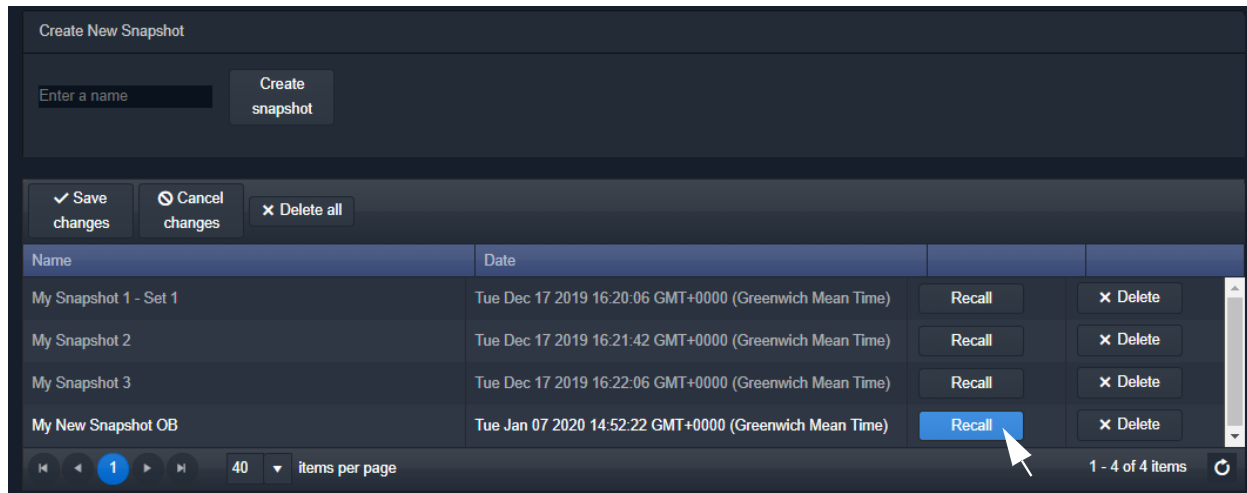 Create New Snapshot
Enter a name
Create
snapshot
Save
changes
Cancel
changes
Delete all
Name Date
My Snapshot 1 - Set 1 Tue Dec 17 2019 16:20:06 GMT+0000 (Greenwich Mean Time) Recall Delete
My Snapshot 2 Tue Dec 17 2019 16:21:42 GMT+0000 (Greenwich Mean Time) Recall Delete
My Snapshot 3 Tue Dec 17 2019 16:22:06 GMT+0000 (Greenwich Mean Time) Recall Delete
My New Snapshot OB Tue Jan 07 2020 14:52:22 GMT+0000 (Greenwich Mean Time) Recall Delete
1 40 items per page 1 - 4 of 4 items